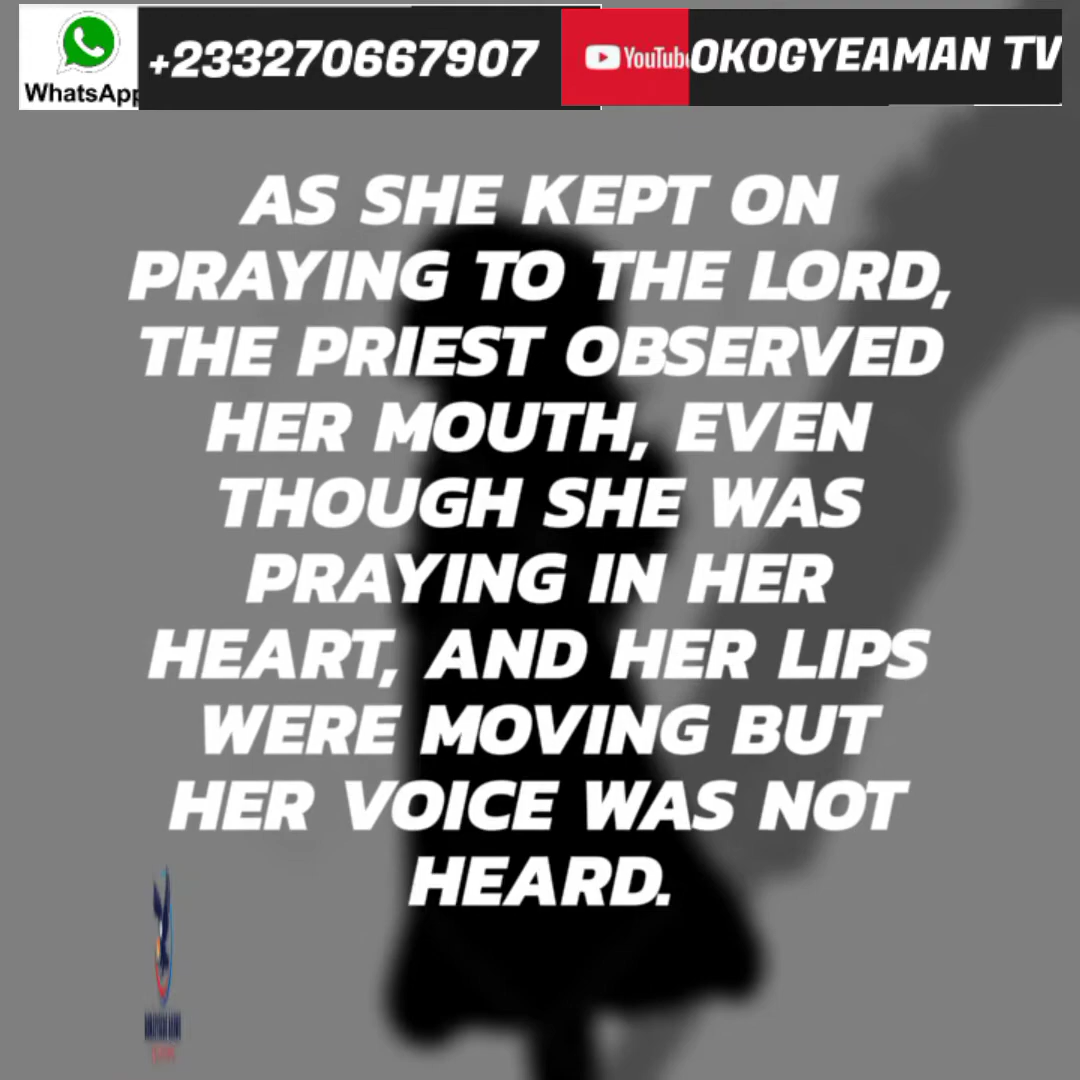 WhatsApp
+233270667907
YouTube
OKOGYEAMAN TV
AS SHE KEPT ON
PRAYING TO THE LORD,
THE PRIEST OBSERVED
HER MOUTH, EVEN
THOUGH SHE WAS
PRAYING IN HER
HEART, AND HER LIPS
WERE MOVING BUT
HER VOICE WAS NOT
HEARD.